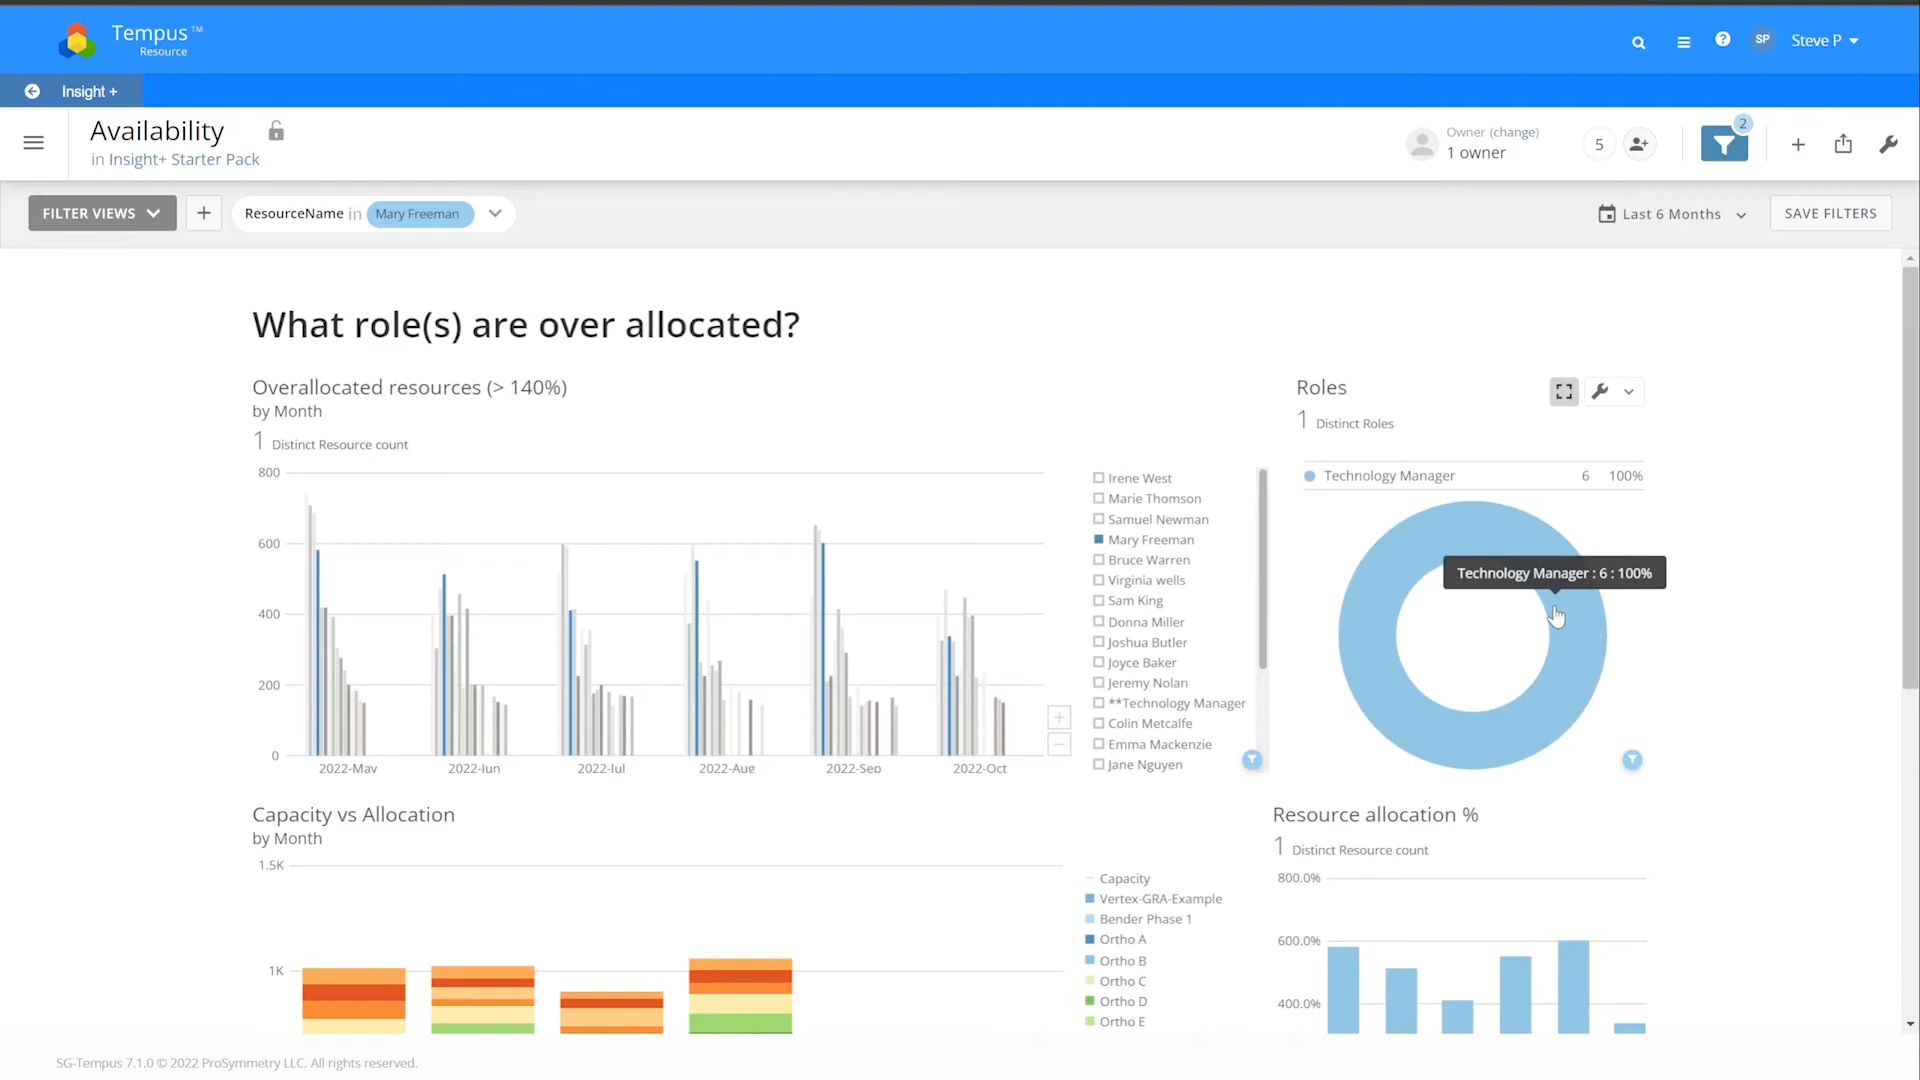 Tempus™
Resource
SP
Steve P
Insight +
Availability
in Insight+ Starter Pack
Owner (change)
1 owner
5
2
FILTER VIEWS
ResourceName in Mary Freeman
Last 6 Months
SAVE FILTERS
What role(s) are over allocated?
Overallocated resources (> 140%)
by Month
1 Distinct Resource count
800
600
400
200
0
2022-May
2022-Jun
2022-Jul
2022-Aug
2022-Sep
2022-Oct
Irene West
Marie Thomson
Samuel Newman
Mary Freeman
Bruce Warren
Virginia wells
Sam King
Donna Miller
Joshua Butler
Joyce Baker
Jeremy Nolan
**Technology Manager
Colin Metcalfe
Emma Mackenzie
Jane Nguyen
Roles
1 Distinct Roles
Technology Manager 6 100%
Technology Manager : 6 : 100%
Capacity vs Allocation
by Month
1.5K
1K
Capacity
Vertex-GRA-Example
Bender Phase 1
Ortho A
Ortho B
Ortho C
Ortho D
Ortho E
Resource allocation %
1 Distinct Resource count
800.0%
600.0%
400.0%
SG-Tempus 7.1.0 © 2022 ProSymmetry LLC. All rights reserved.